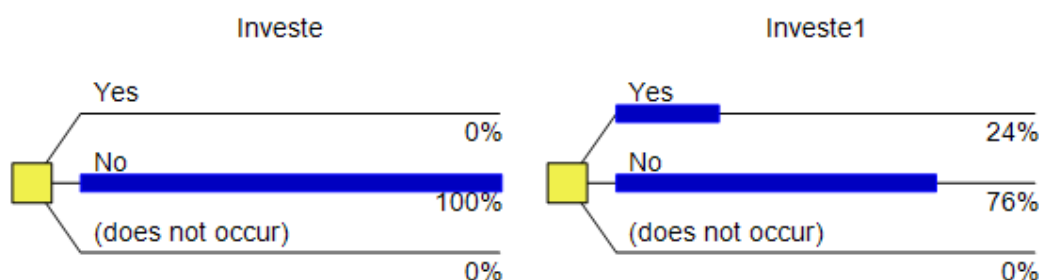 Investe
Yes
0%
No
100%
(does not occur)
0%
Investe1
Yes
24%
No
76%
(does not occur)
0%